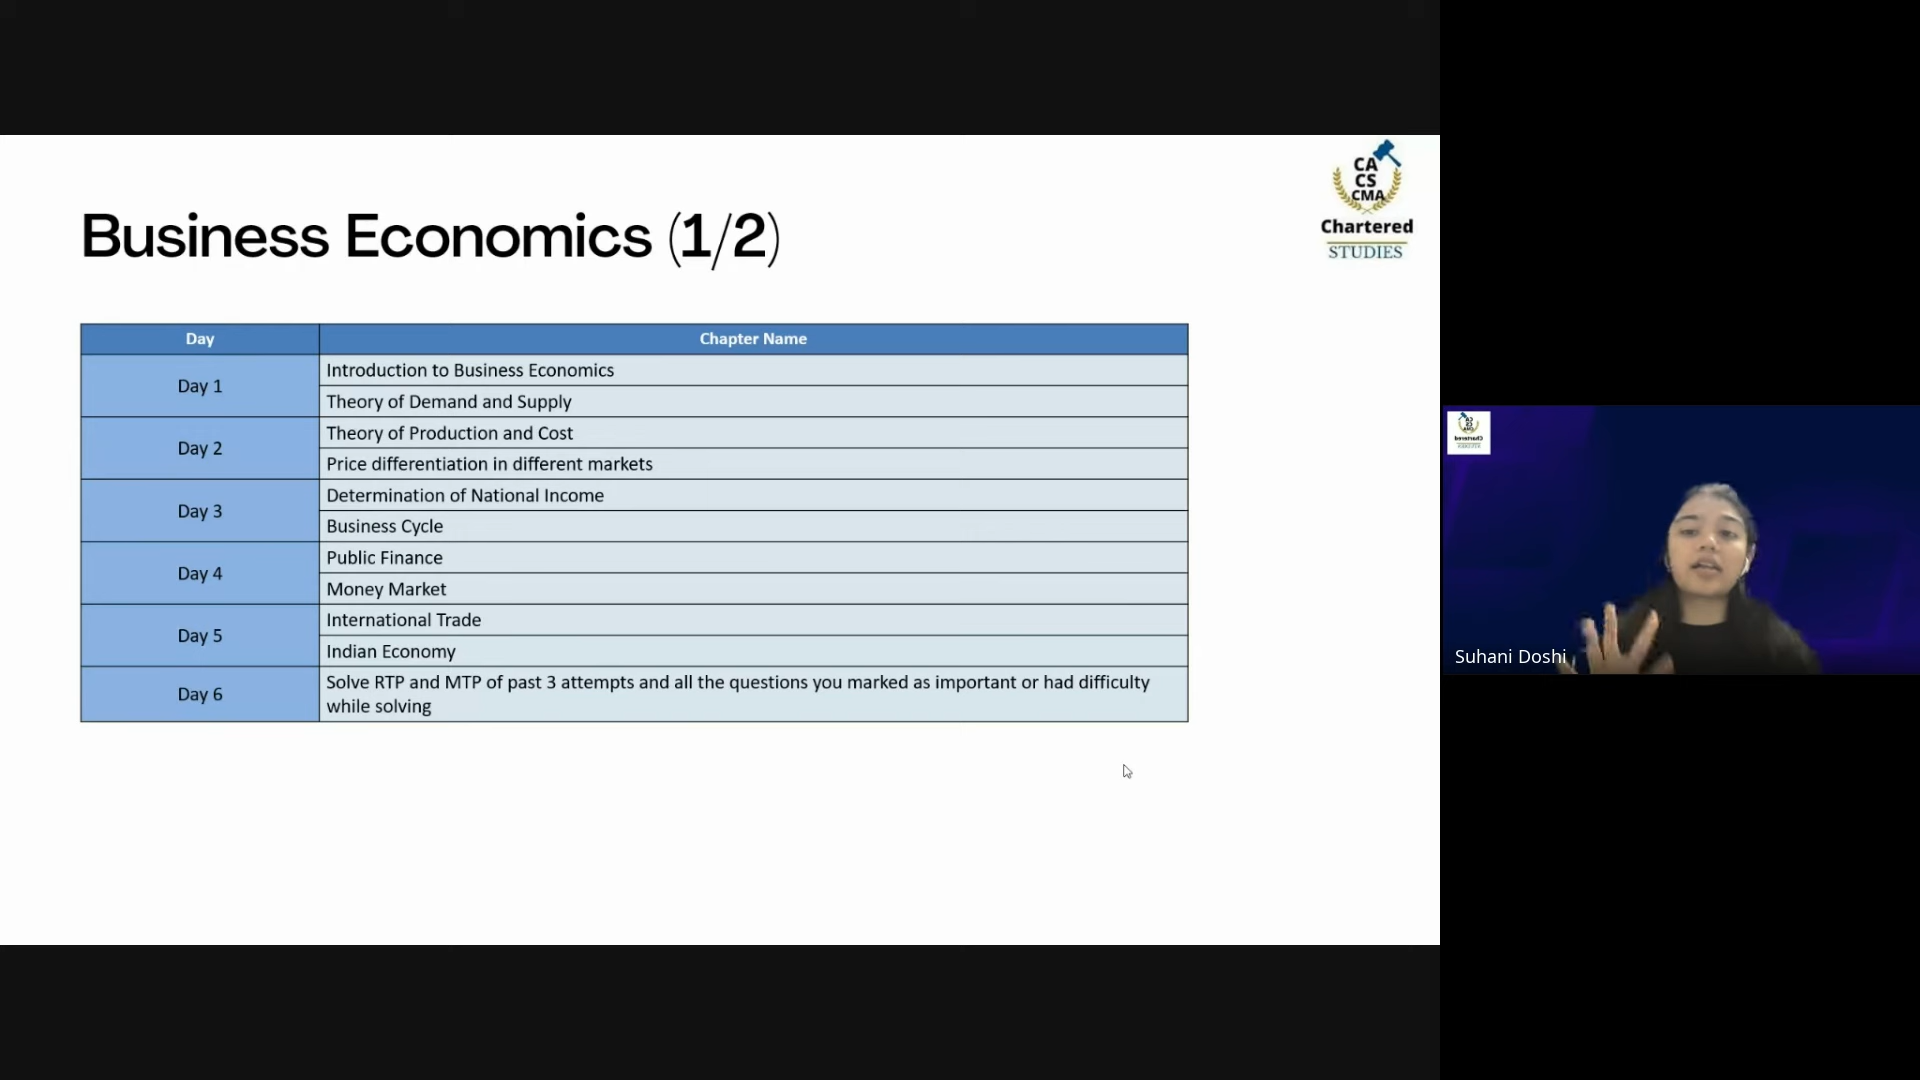 CA
CS
CMA
Chartered
STUDIES
Business Economics (1/2)
Day Chapter Name
Day 1
Introduction to Business Economics
Theory of Demand and Supply
Day 2
Theory of Production and Cost
Price differentiation in different markets
Day 3
Determination of National Income
Business Cycle
Day 4
Public Finance
Money Market
Day 5
International Trade
Indian Economy
Day 6
Solve RTP and MTP of past 3 attempts and all the questions you marked as important or had difficulty
while solving
Suhani Doshi